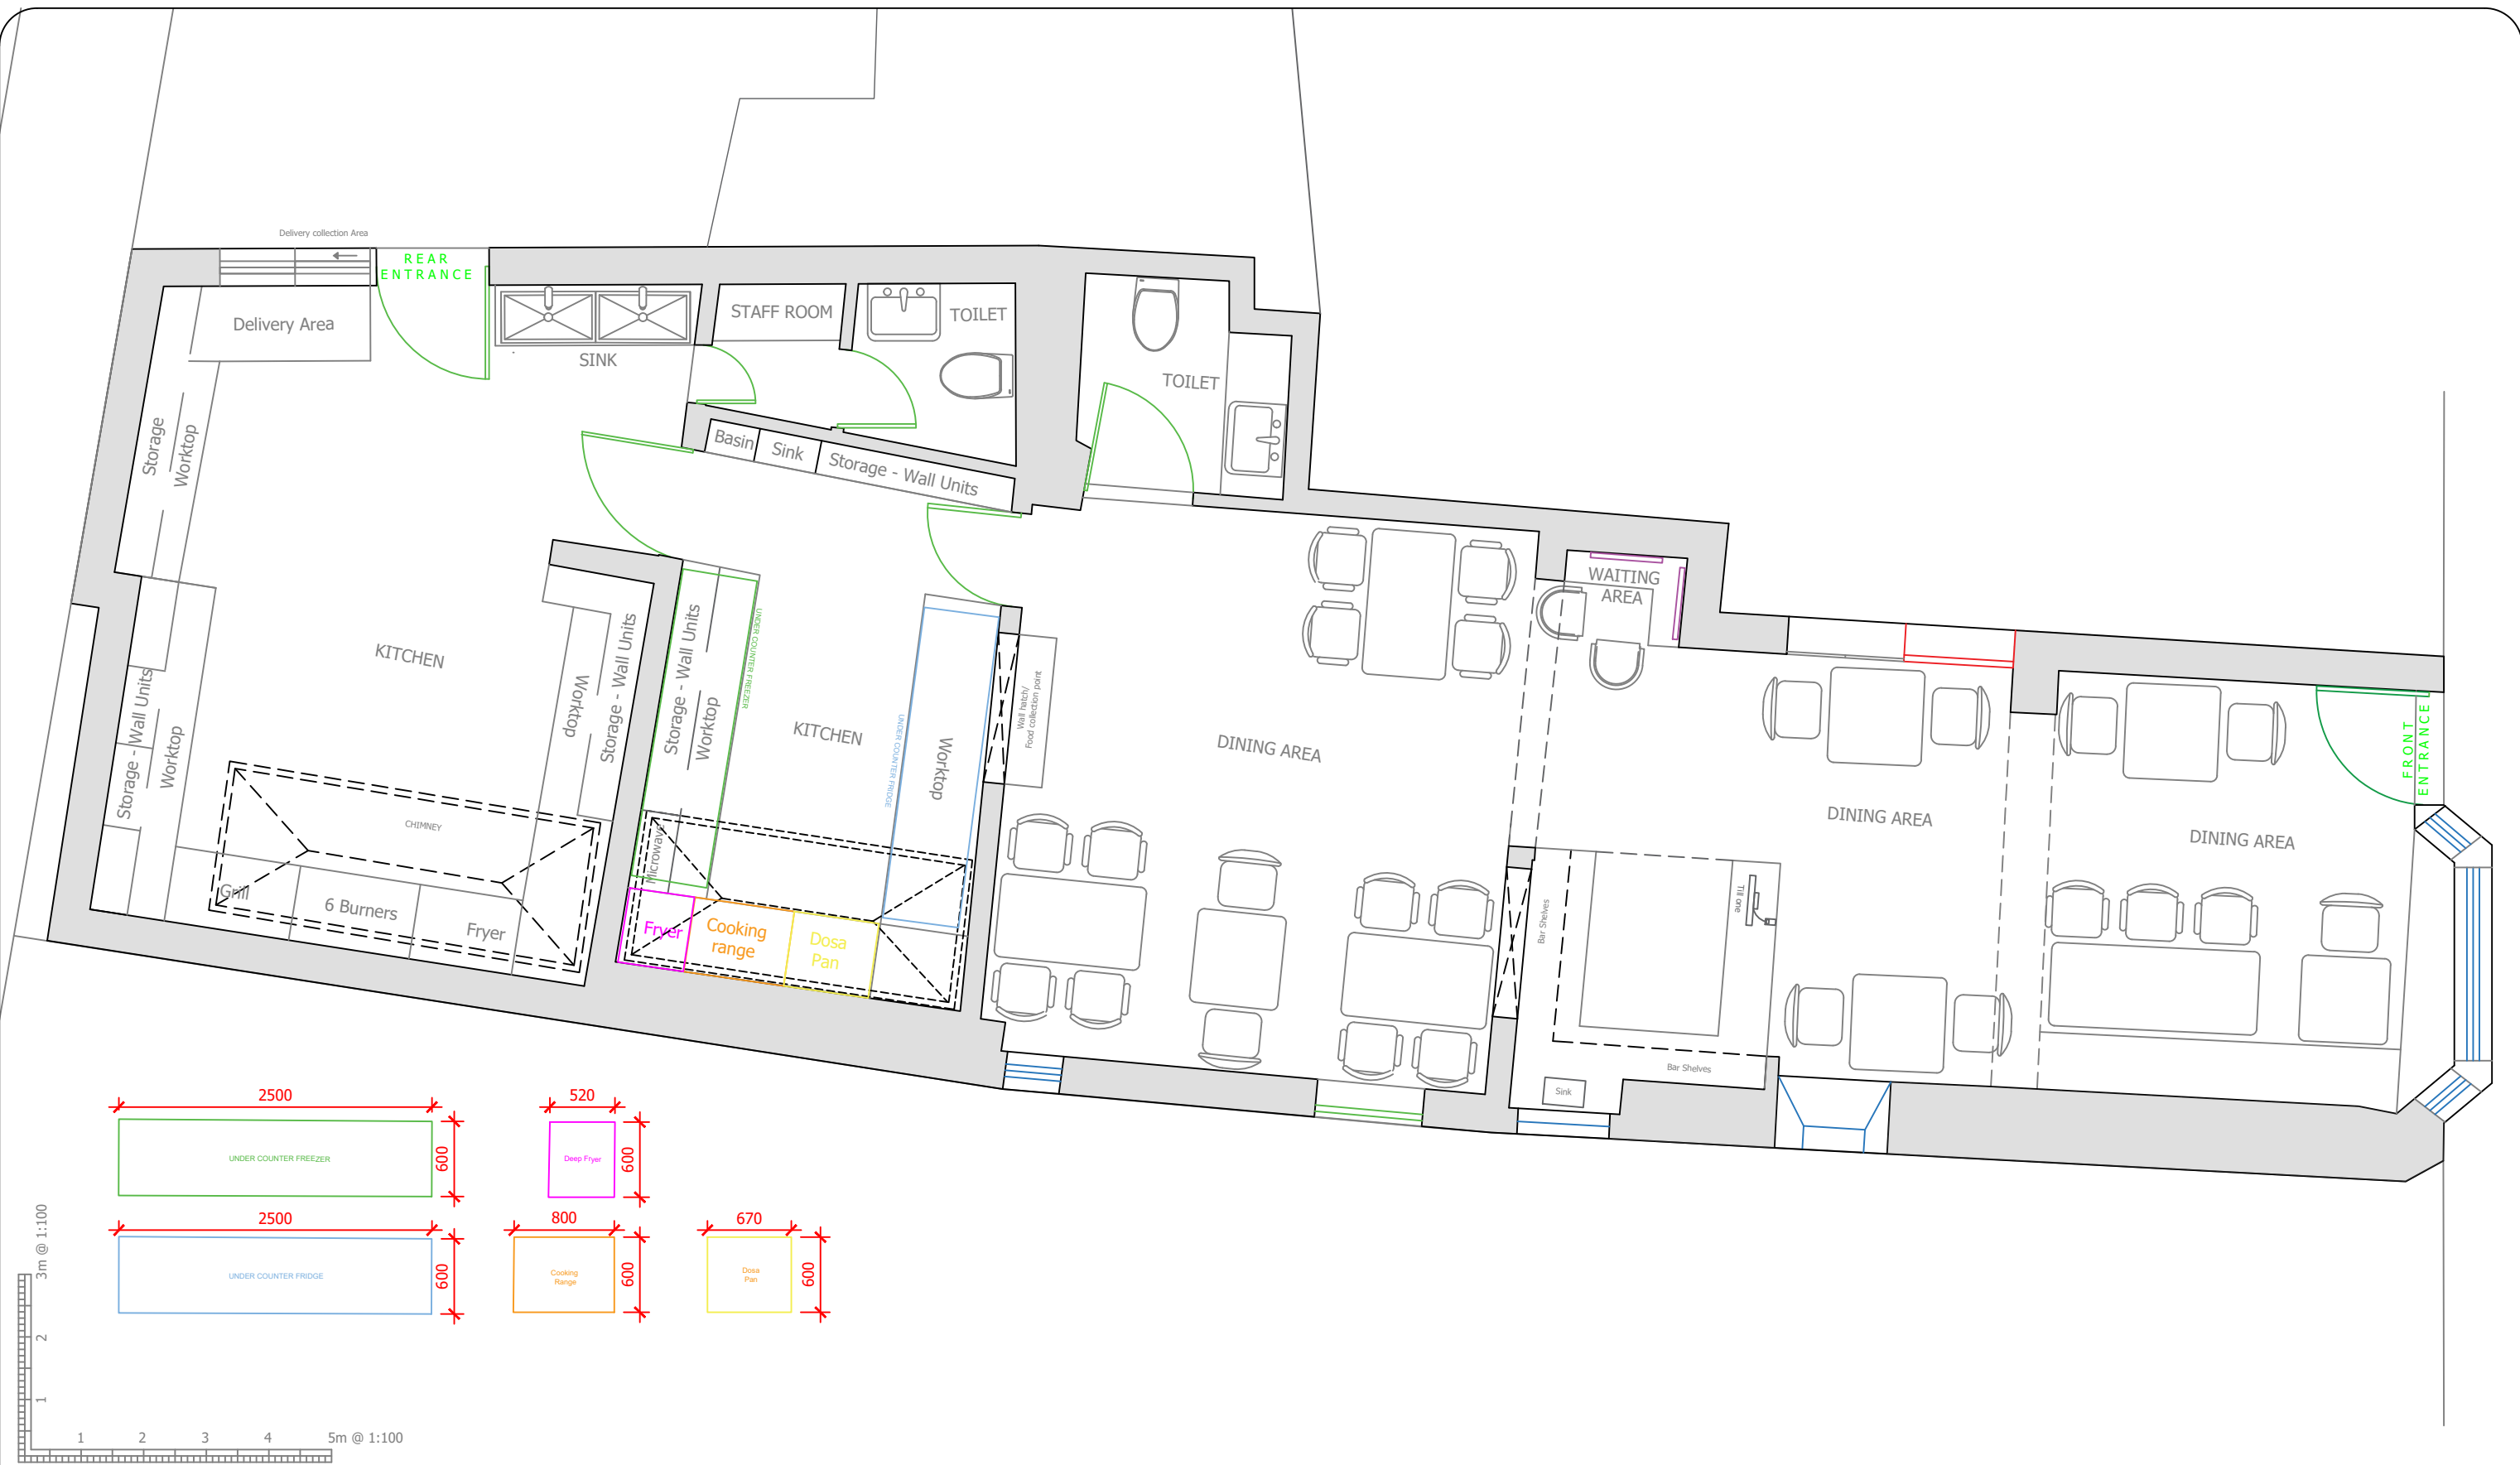 Delivery collection Area
REAR
ENTRANCE
Delivery Area
SINK
STAFF ROOM
TOILET
TOILET
Storage
Worktop
Basin
Sink
Storage - Wall Units
KITCHEN
Storage - Wall Units
Worktop
Worktop
Storage - Wall Units
CHIMNEY
Grill
6 Burners
Fryer
Storage - Wall Units
Worktop
UNDER COUNTER FREEZER
Microwave
KITCHEN
UNDER COUNTER FRIDGE
Worktop
Fryer
Cooking
range
Dosa
Pan
Wall hatch/
Food collection point
DINING AREA
WAITING
AREA
Bar Shelves
Till one
Bar Shelves
Sink
DINING AREA
DINING AREA
FRONT
ENTRANCE
2500
UNDER COUNTER FREEZER
600
520
Deep Fryer
600
2500
UNDER COUNTER FRIDGE
600
800
Cooking
Range
600
670
Dosa
Pan
600
3m @ 1:100
2
1
1
2
3
4
5m @ 1:100